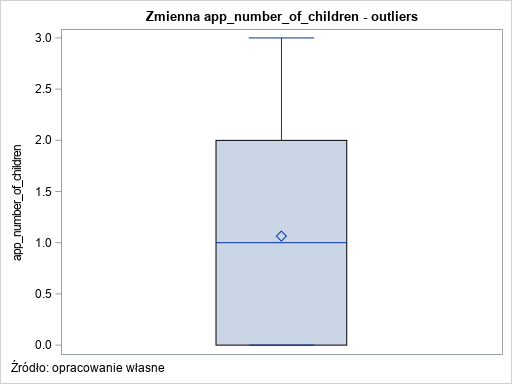 Zmienna app_number_of_children - outliers
3.0
2.5
2.0
1.5
1.0
0.5
0.0
app_number_of_children
Źródło: opracowanie własne